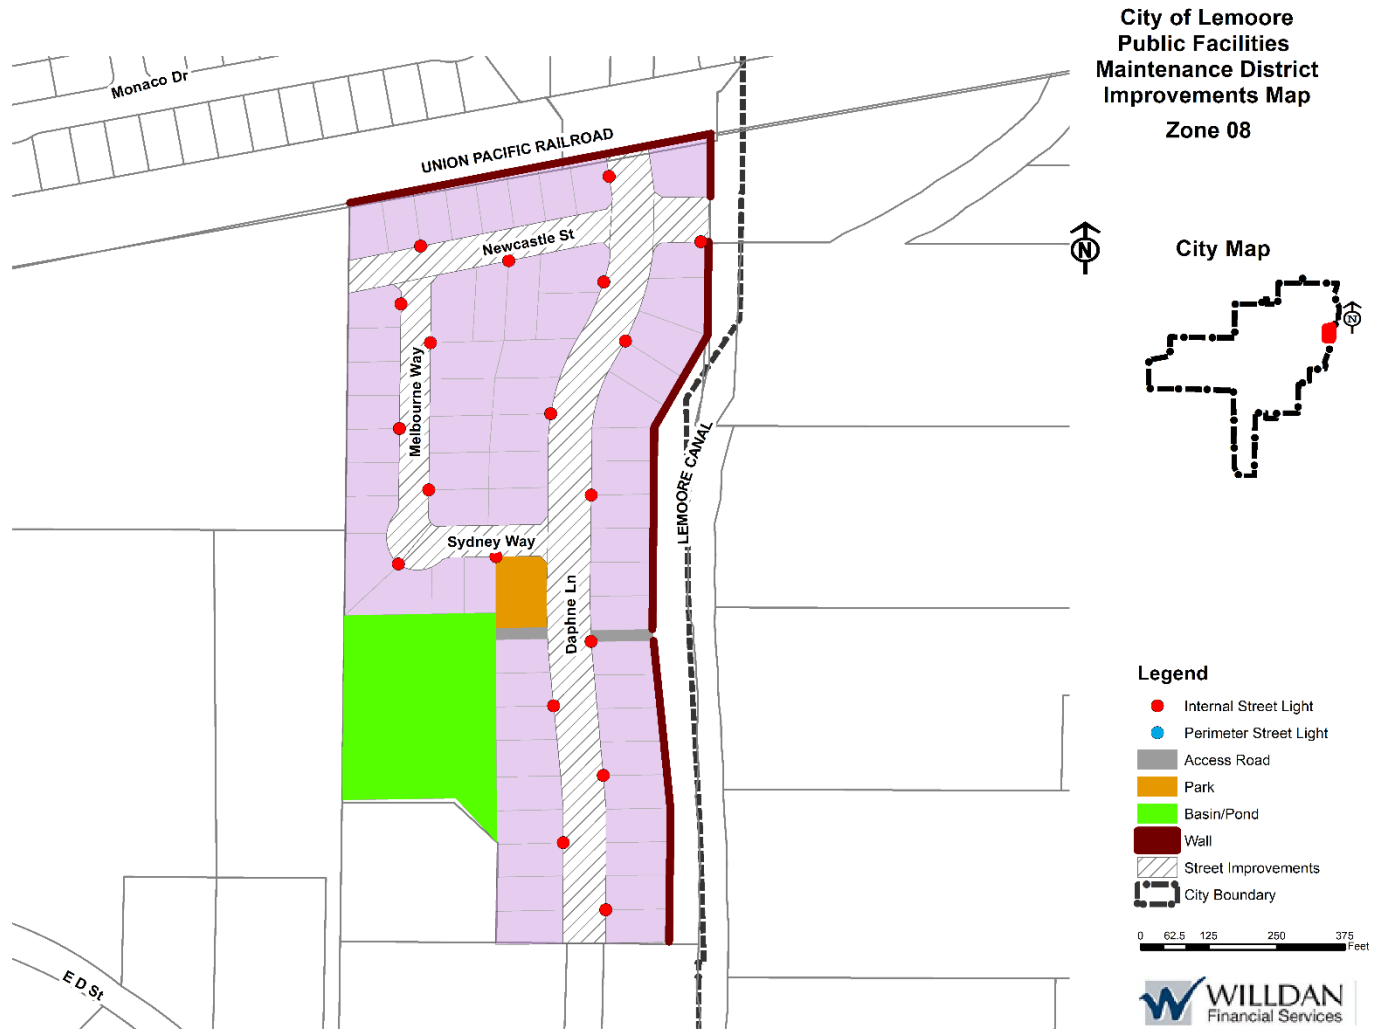 City of Lemoore
Public Facilities
Maintenance District
Improvements Map
Zone 08
Monaco Dr
UNION PACIFIC RAILROAD
Newcastle St
N
City Map
N
Melbourne Way
LEMOORE CANAL
Sydney Way
Daphne Ln
E D St
Legend
Internal Street Light
Perimeter Street Light
Access Road
Park
Basin/Pond
Wall
Street Improvements
City Boundary
0 62.5 125 250 375
Feet
WILLDAN
Financial Services